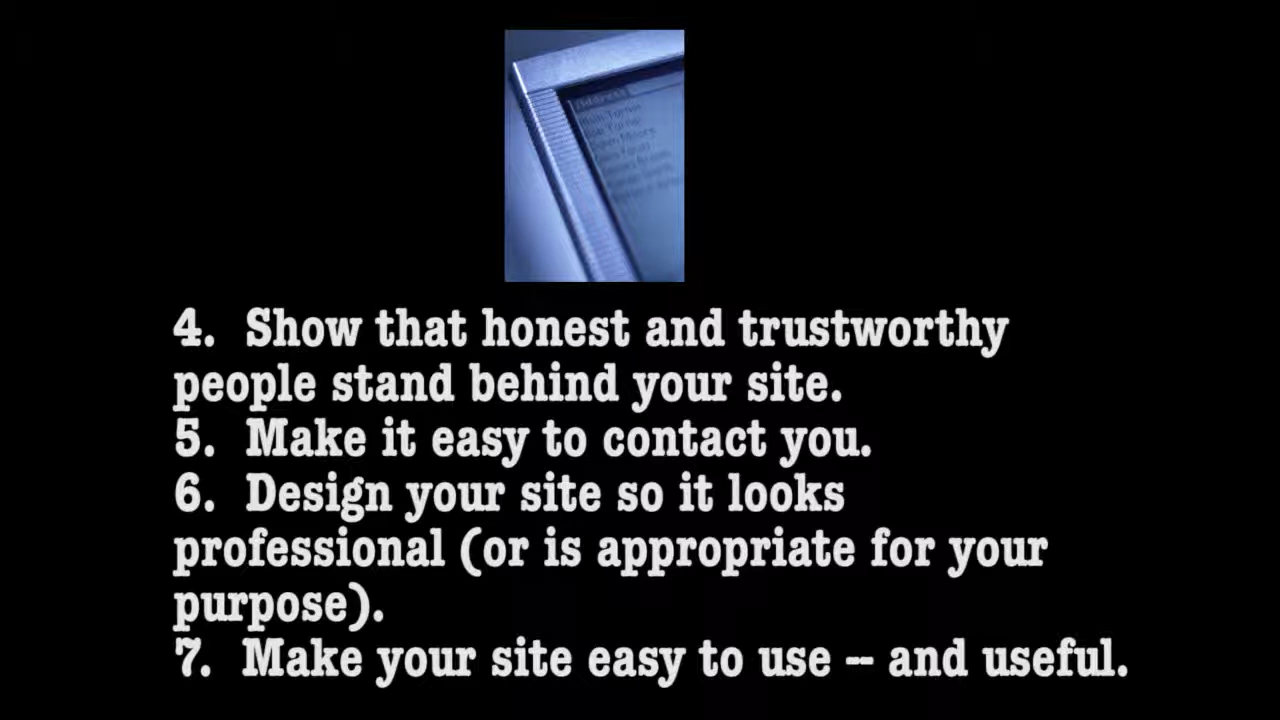 4.  Show that honest and trustworthy
people stand behind your site.
5.  Make it easy to contact you.
6.  Design your site so it looks
professional (or is appropriate for your
purpose).
7.  Make your site easy to use -- and useful.